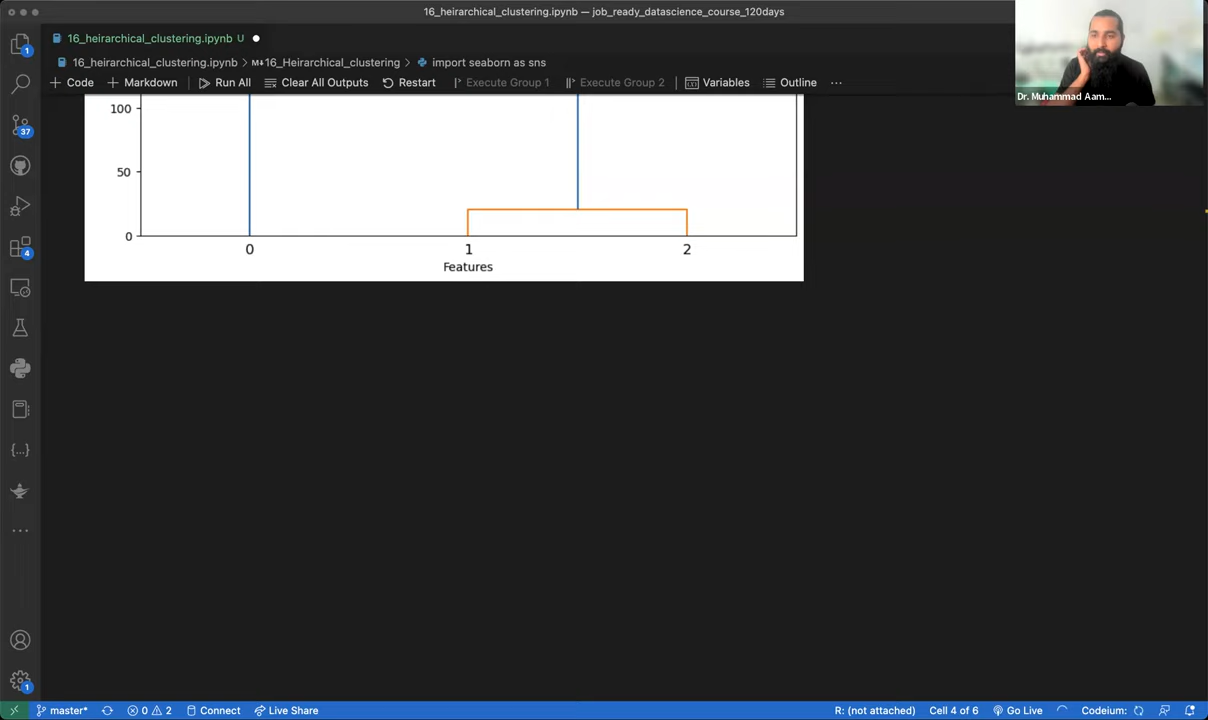 16_heirarchical_clustering.ipynb — job_ready_datascience_course_120days
16_heirarchical_clustering.ipynb U
16_heirarchical_clustering.ipynb > M↓16_Heirarchical_clustering > import seaborn as sns
+ Code + Markdown Run All Clear All Outputs Restart Execute Group 1 Execute Group 2 Variables Outline ...
Dr. Muhammad Aam...
100
50
0
0 1 2
Features
1
37
4
{...}
...
1
master* 0 2 Connect Live Share R: (not attached) Cell 4 of 6 Go Live Codeium: